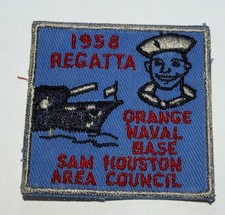 1958
REGATTA
ORANGE
NAVAL
BASE
SAM HOUSTON
AREA COUNCIL